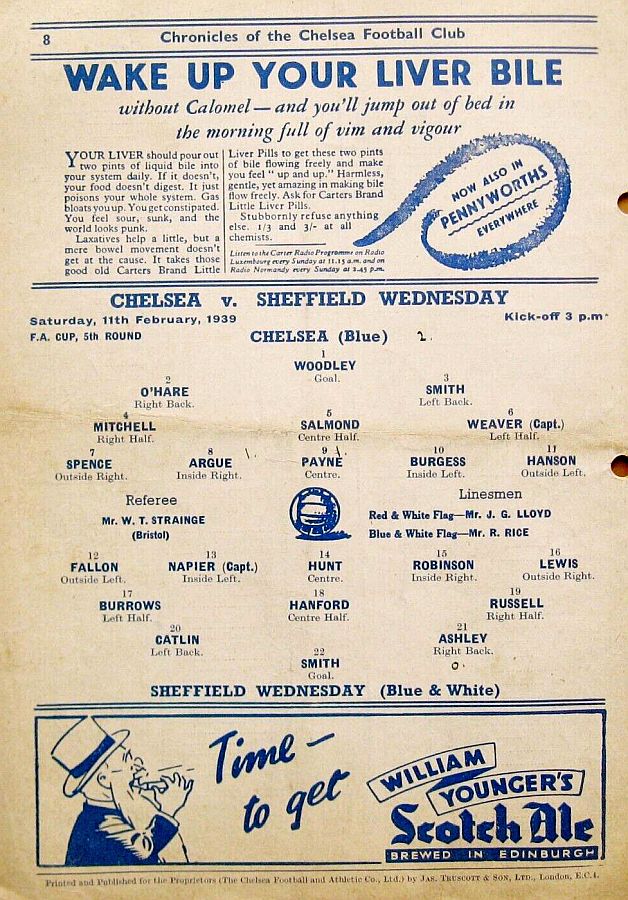 8 Chronicles of the Chelsea Football Club
WAKE UP YOUR LIVER BILE
without Calomel—and you'll jump out of bed in
the morning full of vim and vigour
YOUR LIVER should pour out
two pints of liquid bile into
your system daily. If it doesn't,
your food doesn't digest. It just
poisons your whole system. Gas
bloats you up. You get constipated.
You feel sour, sunk, and the
world looks punk.
Laxatives help a little, but a
mere bowel movement doesn't
get at the cause. It takes those
good old Carters Brand Little
Liver Pills to get these two pints
of bile flowing freely and make
you feel "up and up." Harmless,
gentle, yet amazing in making bile
flow freely. Ask for Carters Brand
Little Liver Pills.
Stubbornly refuse anything
else. 1/3 and 3/- at all
chemists.
Listen to the Carter Radio Programme on Radio
Luxembourg every Sunday at 11.15 a.m. and on
Radio Normandy every Sunday at 2.45 p.m.
NOW ALSO IN
PENNYWORTHS
EVERYWHERE
CHELSEA v. SHEFFIELD WEDNESDAY
Saturday, 11th February, 1939 Kick-off 3 p.m.
F.A. CUP, 5th ROUND CHELSEA (Blue) 2.
1
WOODLEY
Goal.
2 3
O'HARE SMITH
Right Back. Left Back.
4 5 6
MITCHELL SALMOND WEAVER (Capt.)
Right Half. Centre Half. Left Half.
7 8 9 10 11
SPENCE ARGUE PAYNE BURGESS HANSON
Outside Right. Inside Right. Centre. Inside Left. Outside Left.
Referee Linesmen
Mr. W. T. STRAINGE Red & White Flag—Mr. J. G. LLOYD
(Bristol) Blue & White Flag—Mr. R. RICE
12 13 14 15 16
FALLON NAPIER (Capt.) HUNT ROBINSON LEWIS
Outside Left. Inside Left. Centre. Inside Right. Outside Right.
17 18 19
BURROWS HANFORD RUSSELL
Left Half. Centre Half. Right Half.
20 21
CATLIN ASHLEY
Left Back. Right Back.
22
SMITH 0.
Goal.
SHEFFIELD WEDNESDAY (Blue & White)
Time—
to get
WILLIAM
YOUNGER'S
Scotch Ale
BREWED IN EDINBURGH
Printed and Published for the Proprietors (The Chelsea Football and Athletic Co., Ltd.) by JAS. TRUSCOTT & SON, LTD., London, E.C.4.